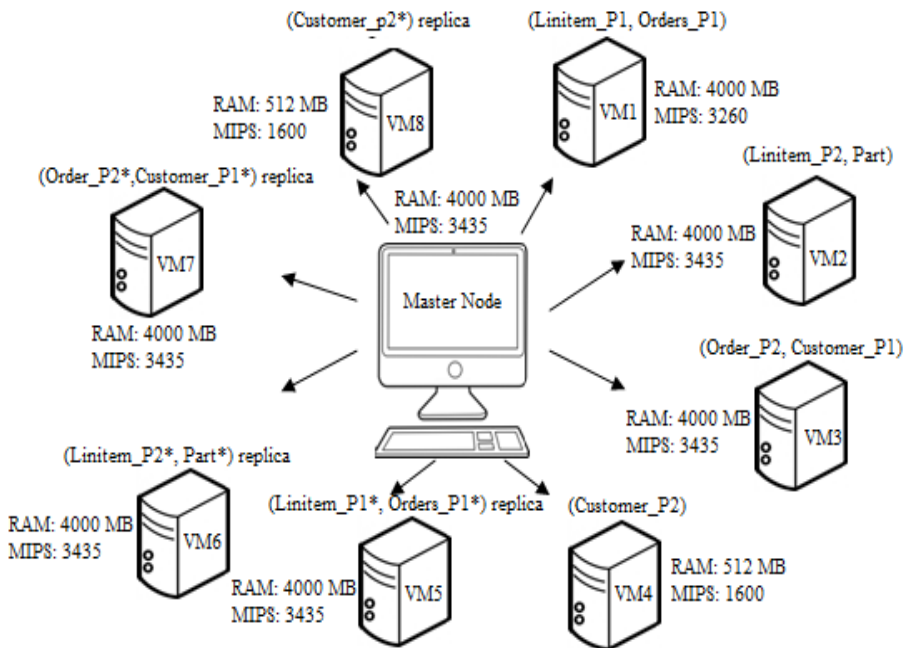 (Customer_p2*) replica
(Linitem_P1, Orders_P1)
RAM: 512 MB
MIPS: 1600
VM8
VM1
RAM: 4000 MB
MIPS: 3260
(Linitem_P2, Part)
(Order_P2*,Customer_P1*) replica
RAM: 4000 MB
MIPS: 3435
RAM: 4000 MB
MIPS: 3435
VM2
VM7
Master Node
RAM: 4000 MB
MIPS: 3435
(Order_P2, Customer_P1)
RAM: 4000 MB
MIPS: 3435
VM3
(Linitem_P2*, Part*) replica
(Linitem_P1*, Orders_P1*) replica
(Customer_P2)
RAM: 4000 MB
MIPS: 3435
VM6
RAM: 4000 MB
MIPS: 3435
VM5
VM4
RAM: 512 MB
MIPS: 1600